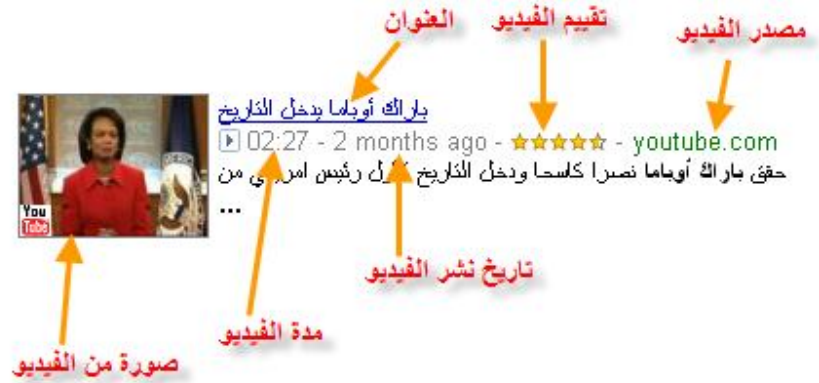 العنوان
تقييم الفيديو
مصدر الفيديو
باراك أوباما يدخل التاريخ
02:27 - 2 months ago - ★★★★★ - youtube.com
حقق باراك أوباما نصرا كاسحا ودخل التاريخ كأول رئيس امريكي من
...
You
Tube
تاريخ نشر الفيديو
مدة الفيديو
صورة من الفيديو